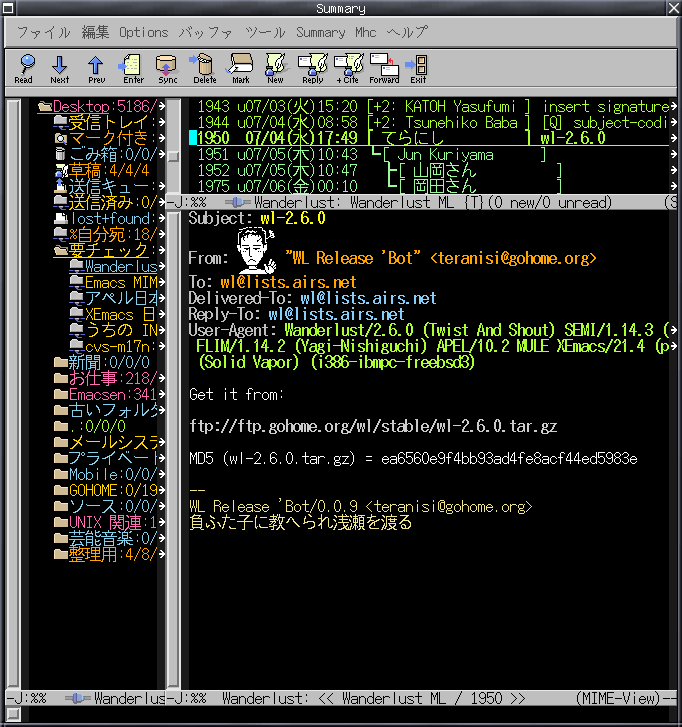 Summary
ファイル 編集 Options バッファ ツール Summary Mhc ヘルプ
Read Next Prev Enter Sync Delete Mark New Reply + Cite Forward Exit
Desktop:5186/
受信トレイ
マーク付き
ごみ箱:0/0/
草稿:4/4/4
送信キュー
送信済み:0/
lost+found:
%自分宛:18/
要チェック:
Wanderlus
Emacs MIM
アペル日本
XEmacs 日
うちの IN
cvs-m17n:
新聞:0/0/0
お仕事:218/
Emacsen:341
古いフォルダ
.:0/0/0
メールシステ
プライベート
Mobile:0/0/
GOHOME:0/19
ソース:0/0/
UNIX 関連:1
芸能音楽:0/
整理用:4/8/
-J:%% Wanderlus
1943 u07/03(火)15:20 [+2: KATOH Yasufumi ] insert signature
1944 u07/04(水)08:58 [+2: Tsunehiko Baba ] [Q] subject-codi
1950 07/04(水)17:49 [ てらにし ] wl-2.6.0
1951 u07/05(木)10:43 [ Jun Kuriyama ]
1952 u07/05(木)10:47 [ 山岡さん ]
1975 u07/06(金)00:10 [ 岡田さん ]
-J:%% Wanderlust: Wanderlust ML {T}(0 new/0 unread) (S
Subject: wl-2.6.0
From: "WL Release 'Bot" <teranisi@gohome.org>
To: wl@lists.airs.net
Delivered-To: wl@lists.airs.net
Reply-To: wl@lists.airs.net
User-Agent: Wanderlust/2.6.0 (Twist And Shout) SEMI/1.14.3 (
FLIM/1.14.2 (Yagi-Nishiguchi) APEL/10.2 MULE XEmacs/21.4 (p
(Solid Vapor) (i386-ibmpc-freebsd3)
Get it from:
ftp://ftp.gohome.org/wl/stable/wl-2.6.0.tar.gz
MD5 (wl-2.6.0.tar.gz) = ea6560e9f4bb93ad4fe8acf44ed5983e
--
WL Release 'Bot/0.0.9 <teranisi@gohome.org>
負ふた子に教へられ浅瀬を渡る
-J:%% Wanderlust: << Wanderlust ML / 1950 >> (MIME-View)--